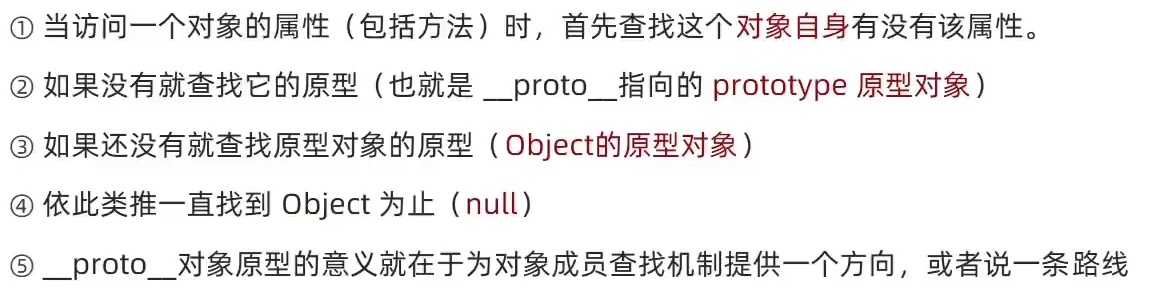 ① 当访问一个对象的属性（包括方法）时，首先查找这个对象自身有没有该属性。
② 如果没有就查找它的原型（也就是 __proto__指向的 prototype 原型对象）
③ 如果还没有就查找原型对象的原型（Object的原型对象）
④ 依此类推一直找到 Object 为止（null）
⑤ __proto__对象原型的意义就在于为对象成员查找机制提供一个方向，或者说一条路线